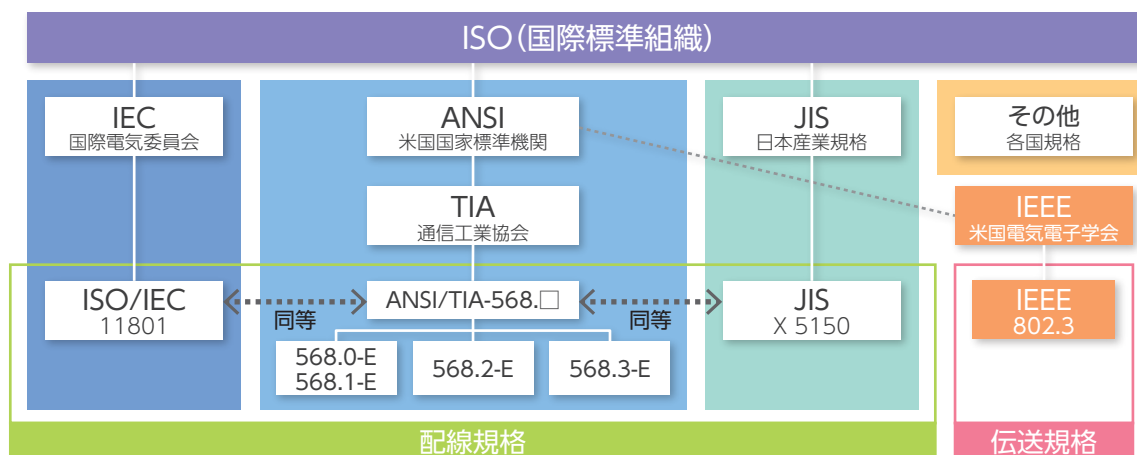 ISO（国際標準組織）
IEC
国際電気委員会
ANSI
米国国家標準機関
JIS
日本産業規格
その他
各国規格
TIA
通信工業協会
IEEE
米国電気電子学会
ISO/IEC
11801
同等
ANSI/TIA-568.□
同等
JIS
X 5150
IEEE
802.3
568.0-E
568.1-E
568.2-E
568.3-E
配線規格
伝送規格